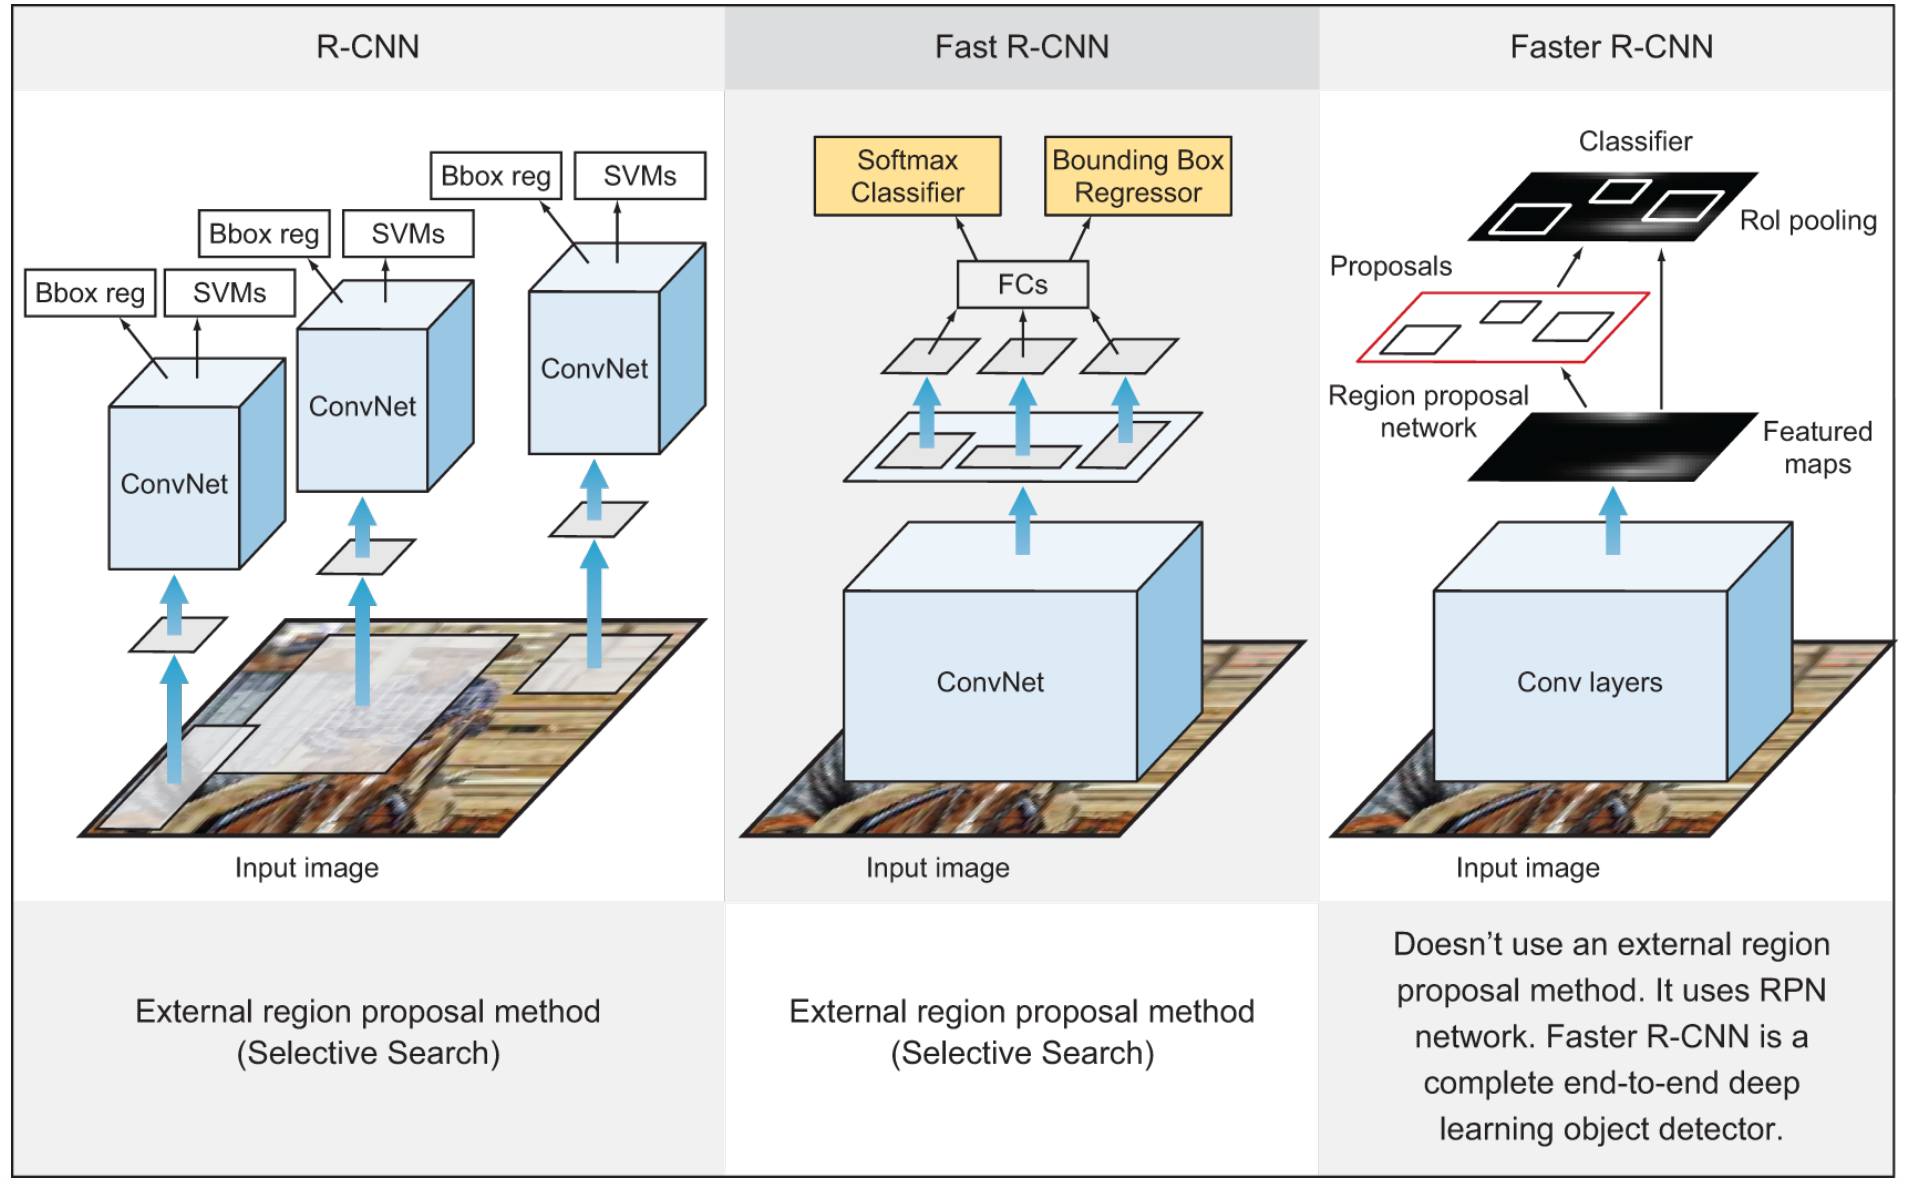 R-CNN
Fast R-CNN
Faster R-CNN
Bbox reg
SVMs
Bbox reg
SVMs
Bbox reg
SVMs
ConvNet
ConvNet
ConvNet
Input image
Softmax
Classifier
Bounding Box
Regressor
FCs
ConvNet
Input image
Classifier
RoI pooling
Proposals
Region proposal
network
Featured
maps
Conv layers
Input image
External region proposal method
(Selective Search)
External region proposal method
(Selective Search)
Doesn’t use an external region
proposal method. It uses RPN
network. Faster R-CNN is a
complete end-to-end deep
learning object detector.